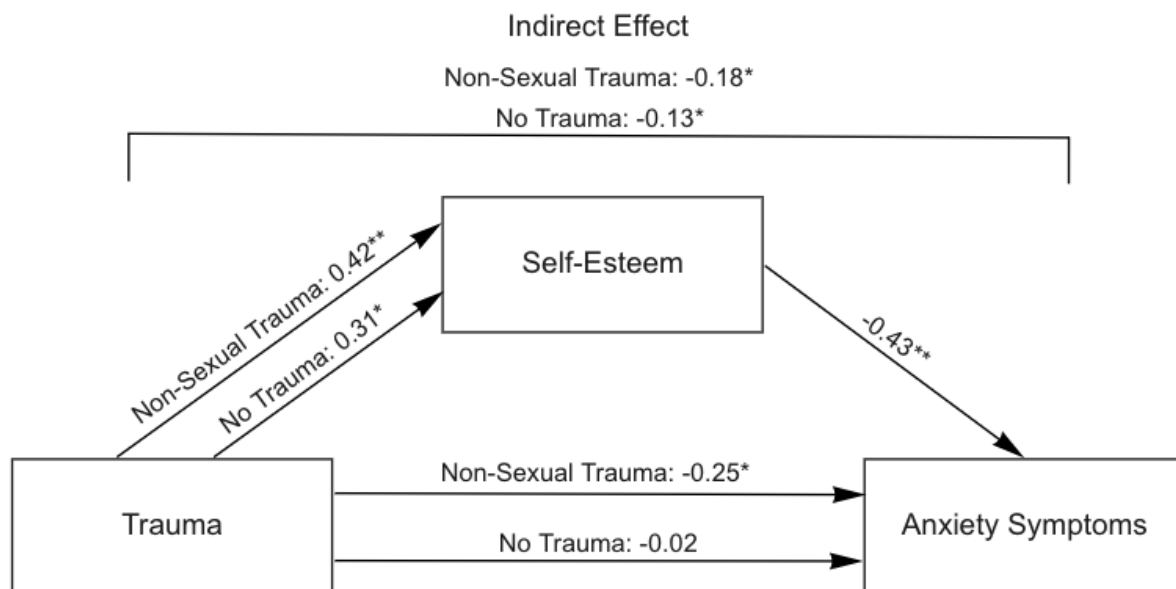 Indirect Effect
Non-Sexual Trauma: -0.18*
No Trauma: -0.13*
Non-Sexual Trauma: 0.42**
No Trauma: 0.31*
Self-Esteem
-0.43**
Trauma
Non-Sexual Trauma: -0.25*
No Trauma: -0.02
Anxiety Symptoms